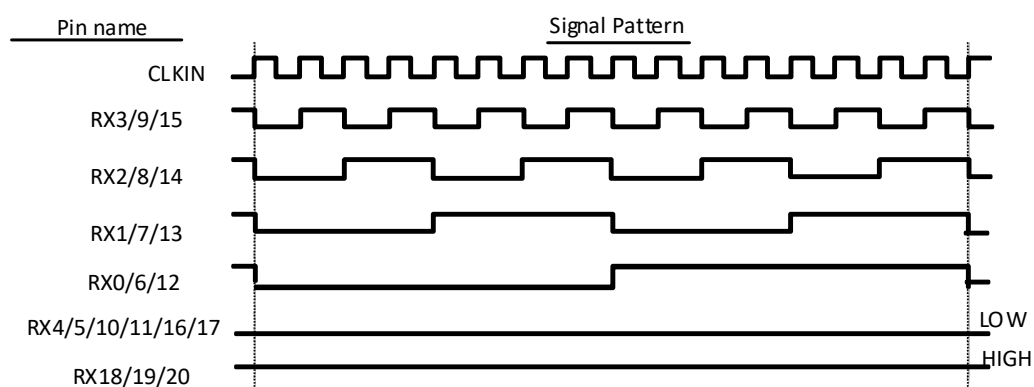 Pin name
Signal Pattern
CLKIN
RX3/9/15
RX2/8/14
RX1/7/13
RX0/6/12
RX4/5/10/11/16/17
LOW
RX18/19/20
HIGH